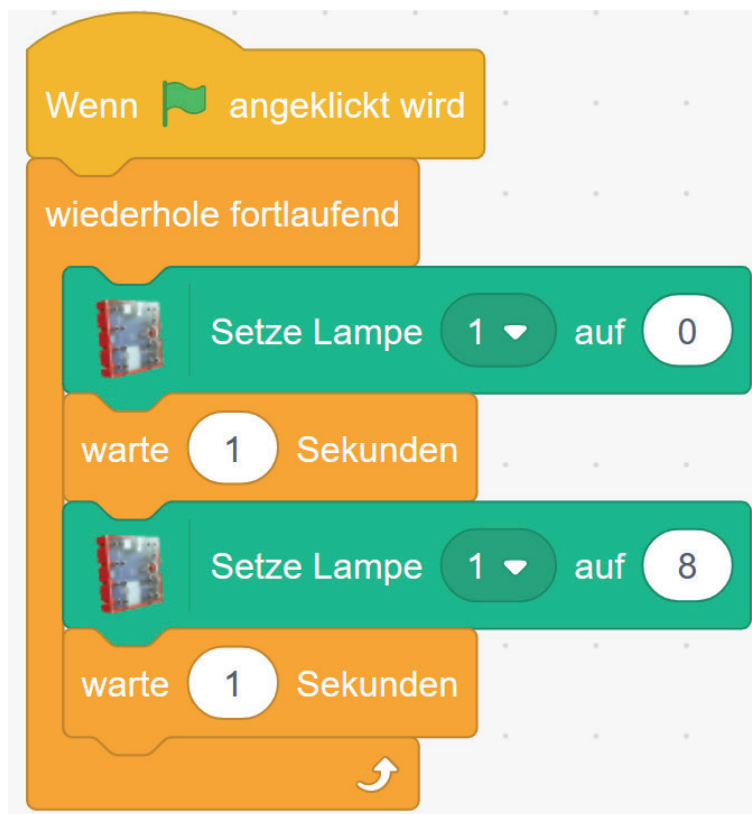 Wenn angeklickt wird
wiederhole fortlaufend
Setze Lampe 1 auf 0
warte 1 Sekunden
Setze Lampe 1 auf 8
warte 1 Sekunden